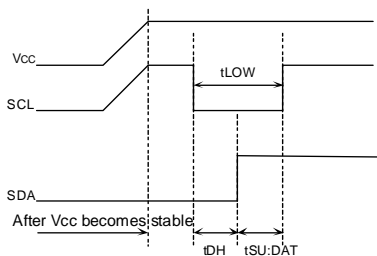 Vcc
tLOW
SCL
SDA
After Vcc becomes stable
tDH
tSU:DAT